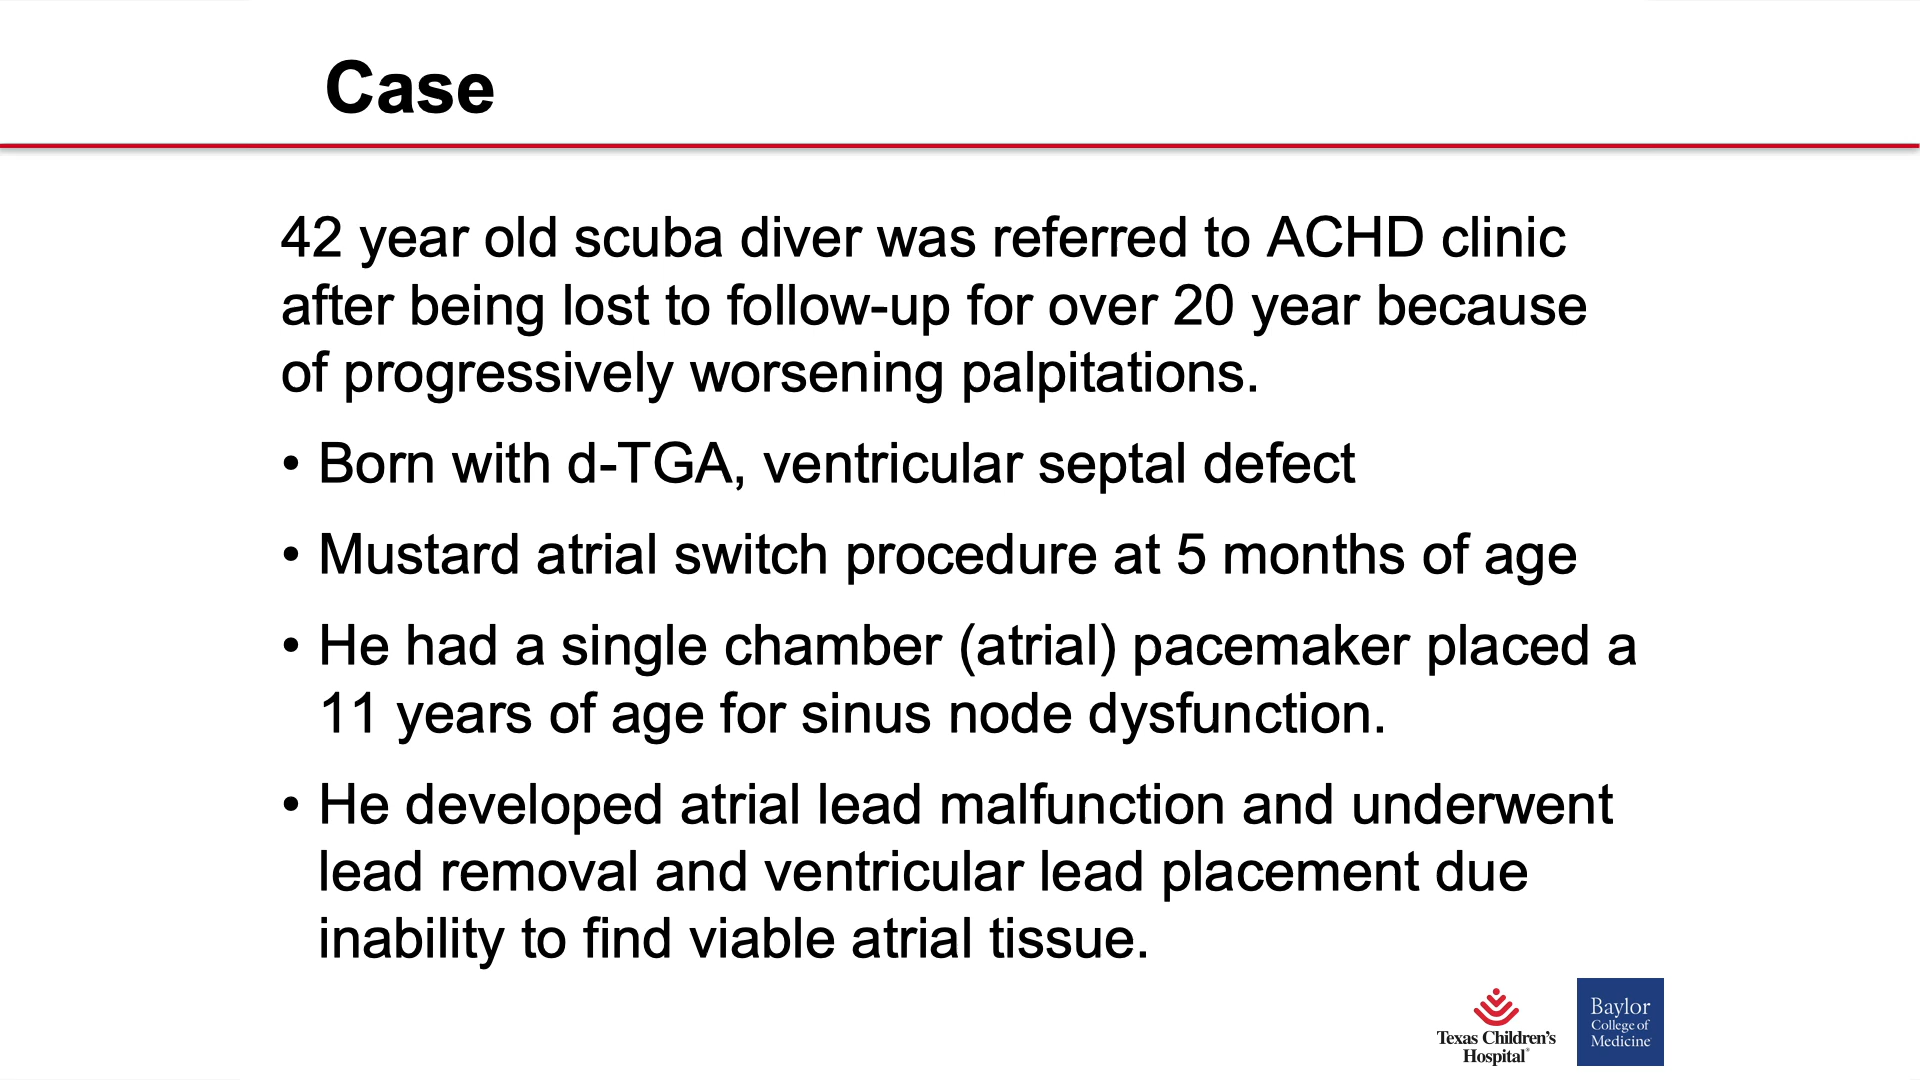 Case
42 year old scuba diver was referred to ACHD clinic
after being lost to follow-up for over 20 year because
of progressively worsening palpitations.
• Born with d-TGA, ventricular septal defect
• Mustard atrial switch procedure at 5 months of age
• He had a single chamber (atrial) pacemaker placed a
11 years of age for sinus node dysfunction.
• He developed atrial lead malfunction and underwent
lead removal and ventricular lead placement due
inability to find viable atrial tissue.
Texas Children's
Hospital®
Baylor
College of
Medicine